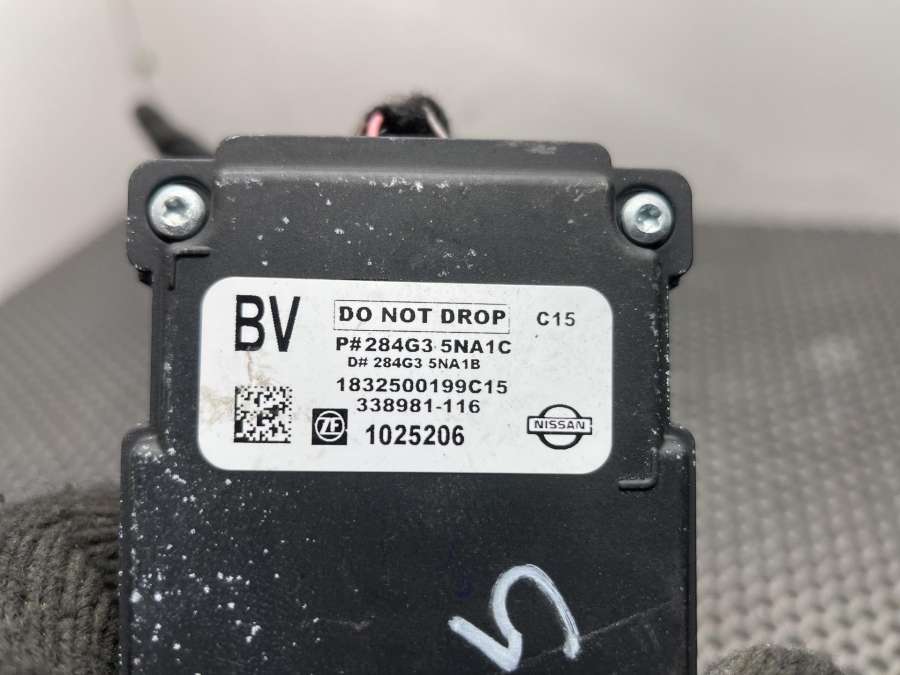 BV
DO NOT DROP
C15
P# 284G3 5NA1C
D# 284G3 5NA1B
1832500199C15
338981-116
ZF
1025206
NISSAN
5